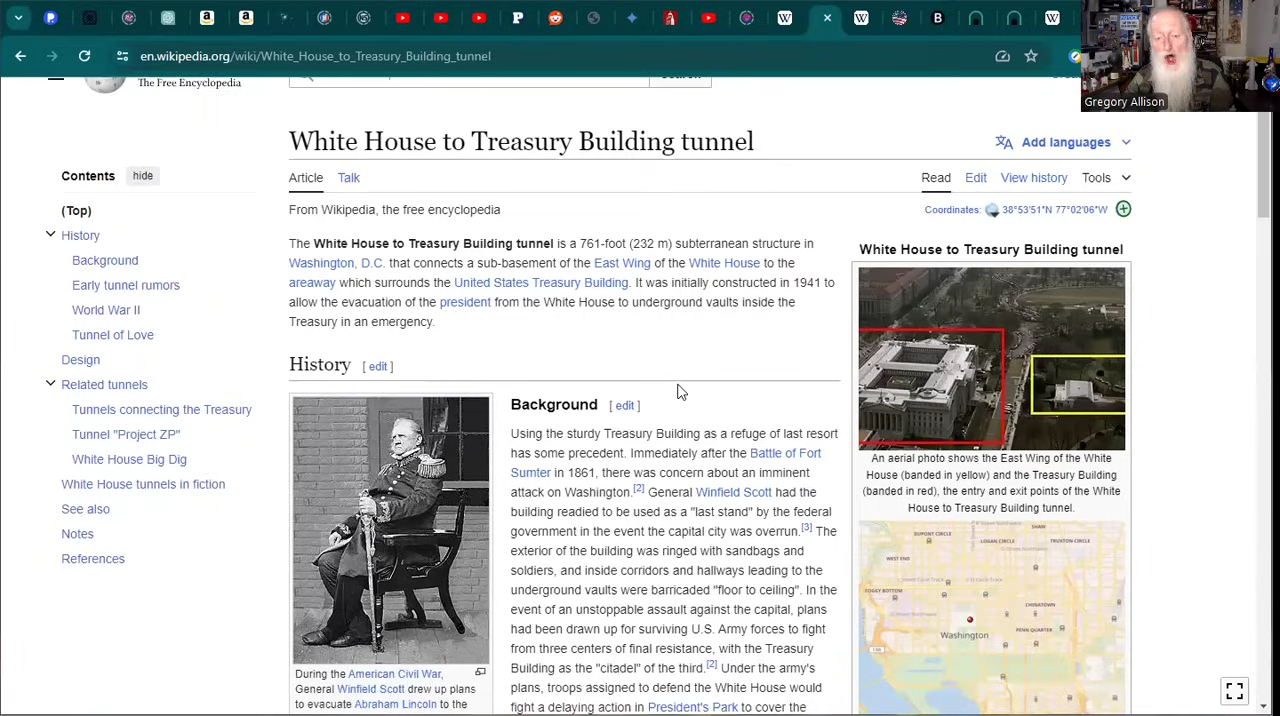 en.wikipedia.org/wiki/White_House_to_Treasury_Building_tunnel
Gregory Allison
The Free Encyclopedia
White House to Treasury Building tunnel
Add languages
Contents
hide
Article
Talk
Read
Edit
View history
Tools
(Top)
From Wikipedia, the free encyclopedia
Coordinates: 38°53′51″N 77°02′06″W
History
Background
Early tunnel rumors
World War II
Tunnel of Love
Design
Related tunnels
Tunnels connecting the Treasury
Tunnel "Project ZP"
White House Big Dig
White House tunnels in fiction
See also
Notes
References
The White House to Treasury Building tunnel is a 761-foot (232 m) subterranean structure in
Washington, D.C. that connects a sub-basement of the East Wing of the White House to the
areaway which surrounds the United States Treasury Building. It was initially constructed in 1941 to
allow the evacuation of the president from the White House to underground vaults inside the
Treasury in an emergency.
History [ edit ]
During the American Civil War,
General Winfield Scott drew up plans
to evacuate Abraham Lincoln to the
Background [ edit ]
Using the sturdy Treasury Building as a refuge of last resort
has some precedent. Immediately after the Battle of Fort
Sumter in 1861, there was concern about an imminent
attack on Washington.[2] General Winfield Scott had the
building readied to be used as a "last stand" by the federal
government in the event the capital city was overrun.[3] The
exterior of the building was ringed with sandbags and
soldiers, and inside corridors and hallways leading to the
underground vaults were barricaded "floor to ceiling". In the
event of an unstoppable assault against the capital, plans
had been drawn up for surviving U.S. Army forces to fight
from three centers of final resistance, with the Treasury
Building as the "citadel" of the third.[2] Under the army's
plans, troops assigned to defend the White House would
fight a delaying action in President's Park to cover the
White House to Treasury Building tunnel
An aerial photo shows the East Wing of the White
House (banded in yellow) and the Treasury Building
(banded in red), the entry and exit points of the White
House to Treasury Building tunnel.
DUPONT CIRCLE
SHAW
LOGAN CIRCLE
TRUXTON CIRCLE
WEST END
FOGGY BOTTOM
CHINATOWN
PENN QUARTER
Washington